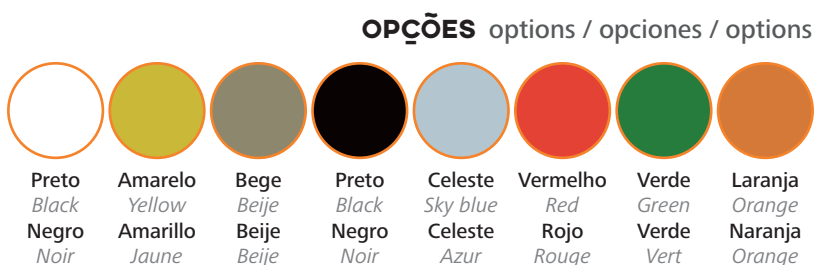 OPÇÕES options / opciones / options
Preto Amarelo Bege Preto Celeste Vermelho Verde Laranja
Black Yellow Beije Black Sky blue Red Green Orange
Negro Amarillo Beije Negro Celeste Rojo Verde Naranja
Noir Jaune Beije Noir Azur Rouge Vert Orange